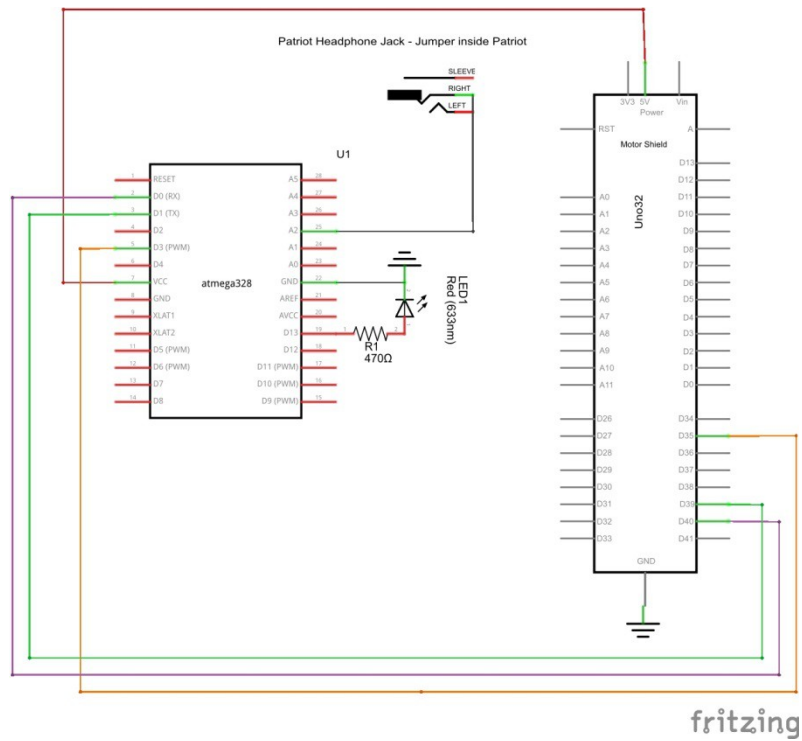 Patriot Headphone Jack - Jumper inside Patriot
SLEEVE
RIGHT
LEFT
3V3 5V Vin
Power
RST A
Motor Shield
Uno32
D13
D12
A0 D11
A1 D10
A2 D9
A3 D8
A4 D7
A5 D6
A6 D5
A7 D4
A8 D3
A9 D2
A10 D1
A11 D0
D26 D34
D27 D35
D28 D36
D29 D37
D30 D38
D31 D39
D32 D40
D33 D41
GND
U1
atmega328
1 RESET A5 28
2 D0 (RX) A4 27
3 D1 (TX) A3 26
4 D2 A2 25
5 D3 (PWM) A1 24
6 D4 A0 23
7 VCC GND 22
8 GND AREF 21
9 XLAT1 AVCC 20
10 XLAT2 D13 19
11 D5 (PWM) D12 18
12 D6 (PWM) D11 (PWM) 17
13 D7 D10 (PWM) 16
14 D8 D9 (PWM) 15
LED1
Red (633nm)
1 2
R1
470Ω
fritzing